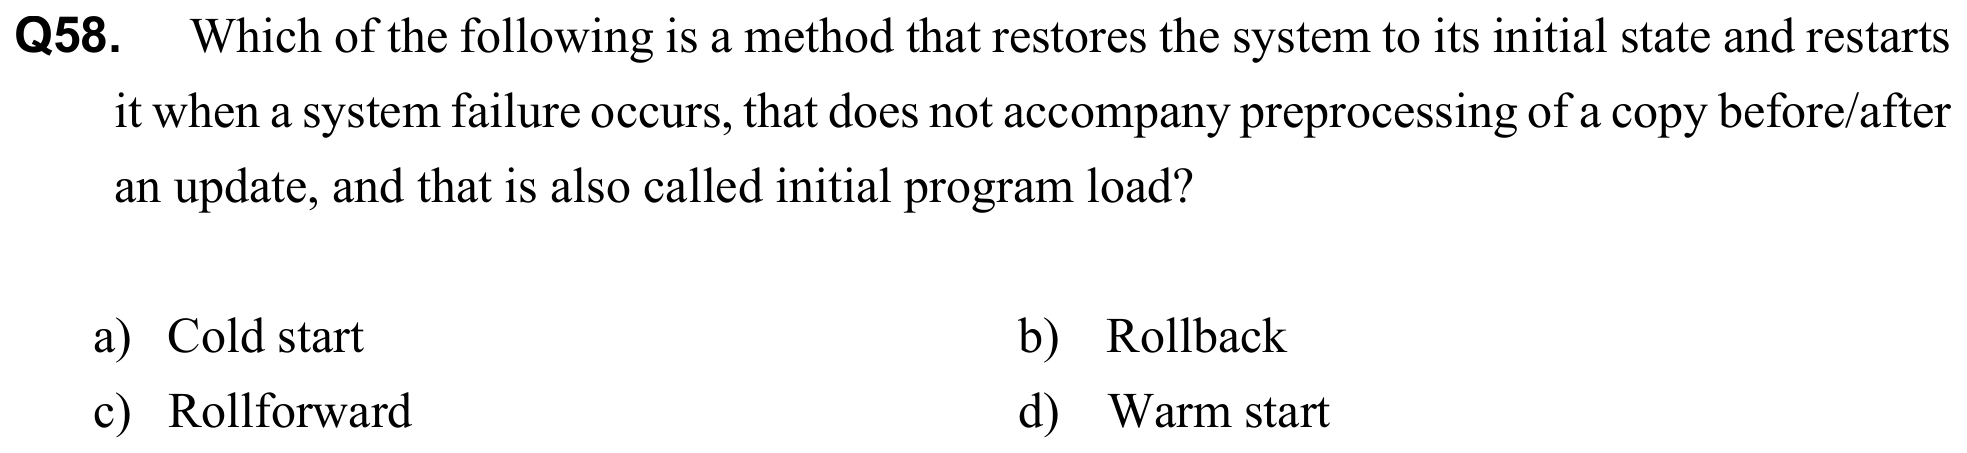 Q58. Which of the following is a method that restores the system to its initial state and restarts
it when a system failure occurs, that does not accompany preprocessing of a copy before/after
an update, and that is also called initial program load?
a) Cold start b) Rollback
c) Rollforward d) Warm start